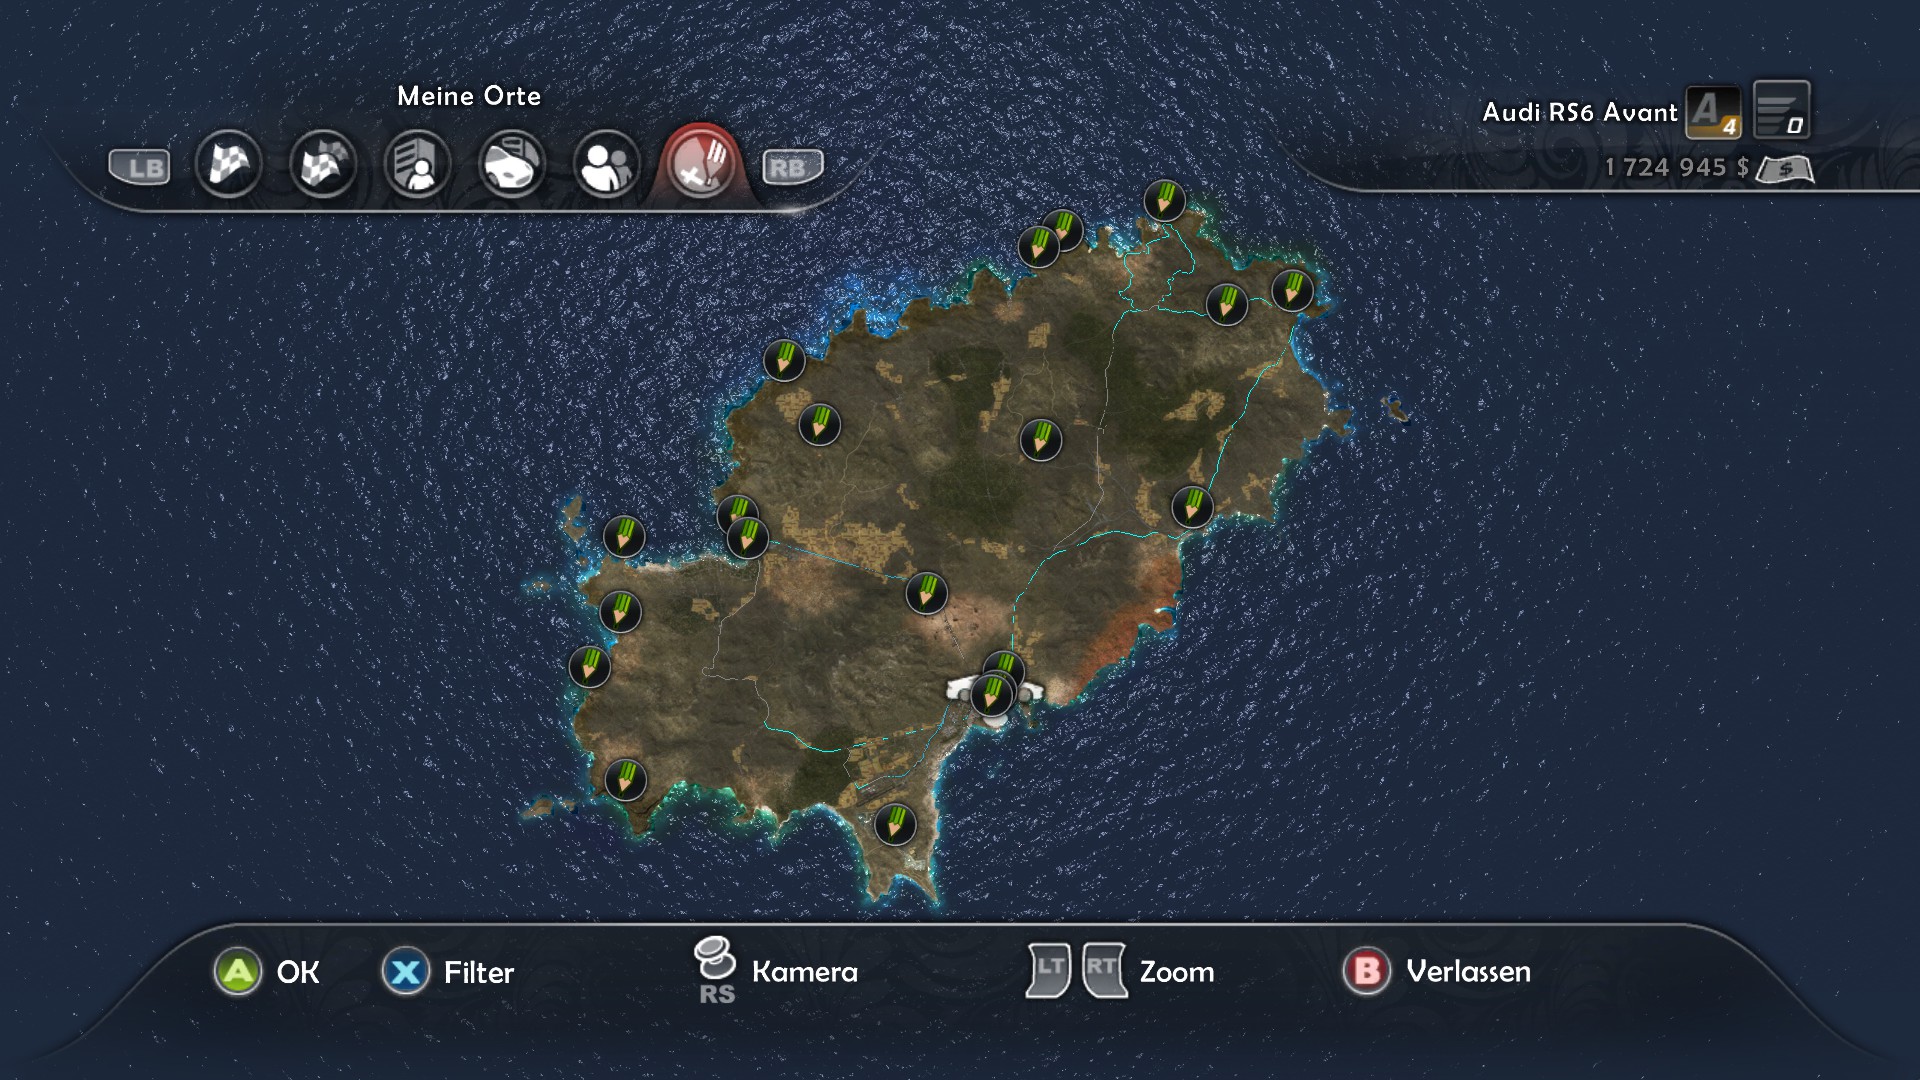 Meine Orte
LB
RB
Audi RS6 Avant
A4
0
1 724 945 $
$
A OK
X Filter
RS Kamera
LT RT Zoom
B Verlassen